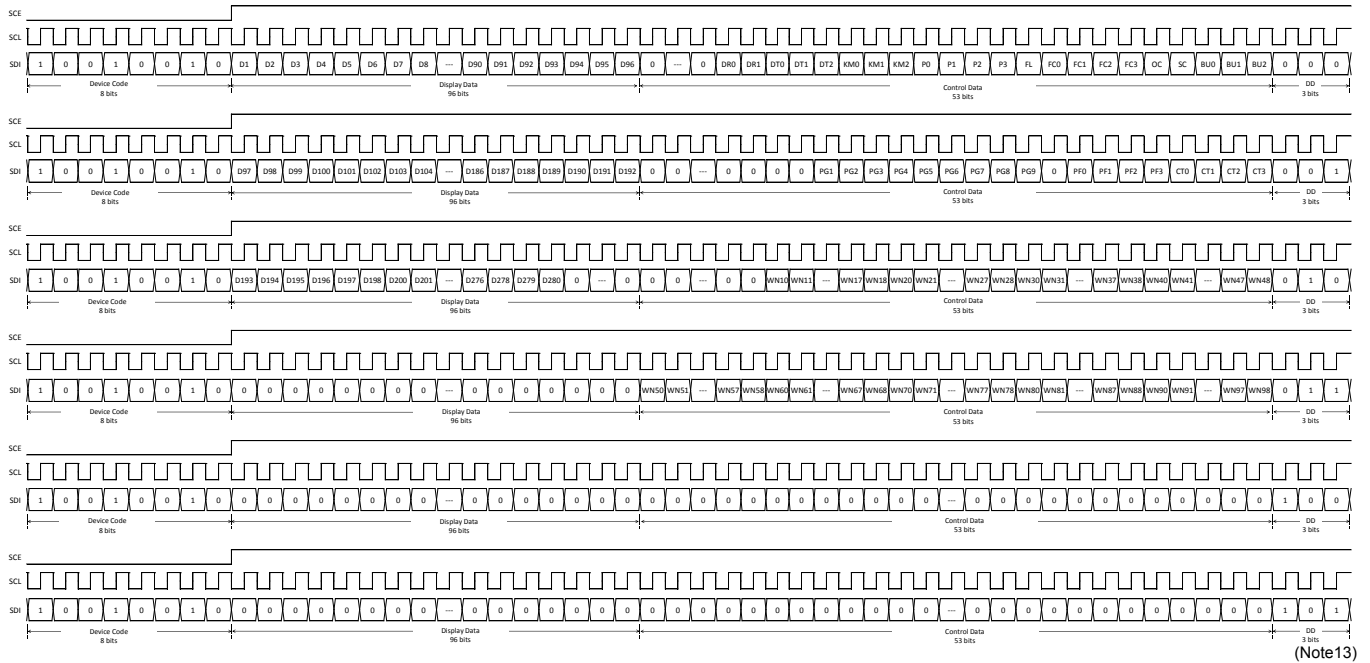 SCE
SCL
SDI 1 0 0 1 0 0 1 0 D1 D2 D3 D4 D5 D6 D7 D8 --- D90 D91 D92 D93 D94 D95 D96 0 --- 0 DR0 DR1 DT0 DT1 DT2 KM0 KM1 KM2 P0 P1 P2 P3 FL FC0 FC1 FC2 FC3 OC SC BU0 BU1 BU2 0 0 0
Device Code Display Data Control Data DD
8 bits 96 bits 53 bits 3 bits
SCE
SCL
SDI 1 0 0 1 0 0 1 0 D97 D98 D99 D100 D101 D102 D103 D104 --- D186 D187 D188 D189 D190 D191 D192 0 0 --- 0 0 0 0 PG1 PG2 PG3 PG4 PG5 PG6 PG7 PG8 PG9 0 PF0 PF1 PF2 PF3 CT0 CT1 CT2 CT3 0 0 1
Device Code Display Data Control Data DD
8 bits 96 bits 53 bits 3 bits
SCE
SCL
SDI 1 0 0 1 0 0 1 0 D193 D194 D195 D196 D197 D198 D200 D201 --- D276 D278 D279 D280 0 --- 0 0 0 --- 0 0 WN10 WN11 --- WN17 WN18 WN20 WN21 --- WN27 WN28 WN30 WN31 --- WN37 WN38 WN40 WN41 --- WN47 WN48 0 1 0
Device Code Display Data Control Data DD
8 bits 96 bits 53 bits 3 bits
SCE
SCL
SDI 1 0 0 1 0 0 1 0 0 0 0 0 0 0 0 0 --- 0 0 0 0 0 0 0 WN50 WN51 --- WN57 WN58 WN60 WN61 --- WN67 WN68 WN70 WN71 --- WN77 WN78 WN80 WN81 --- WN87 WN88 WN90 WN91 --- WN97 WN98 0 1 1
Device Code Display Data Control Data DD
8 bits 96 bits 53 bits 3 bits
SCE
SCL
SDI 1 0 0 1 0 0 1 0 0 0 0 0 0 0 0 0 --- 0 0 0 0 0 0 0 0 0 0 0 0 0 0 0 0 0 0 0 --- 0 0 0 0 0 0 0 0 0 0 0 0 1 0 0
Device Code Display Data Control Data DD
8 bits 96 bits 53 bits 3 bits
SCE
SCL
SDI 1 0 0 1 0 0 1 0 0 0 0 0 0 0 0 0 --- 0 0 0 0 0 0 0 0 0 0 0 0 0 0 0 0 0 0 0 --- 0 0 0 0 0 0 0 0 0 0 0 0 1 0 1
Device Code Display Data Control Data DD
8 bits 96 bits 53 bits 3 bits
(Note13)